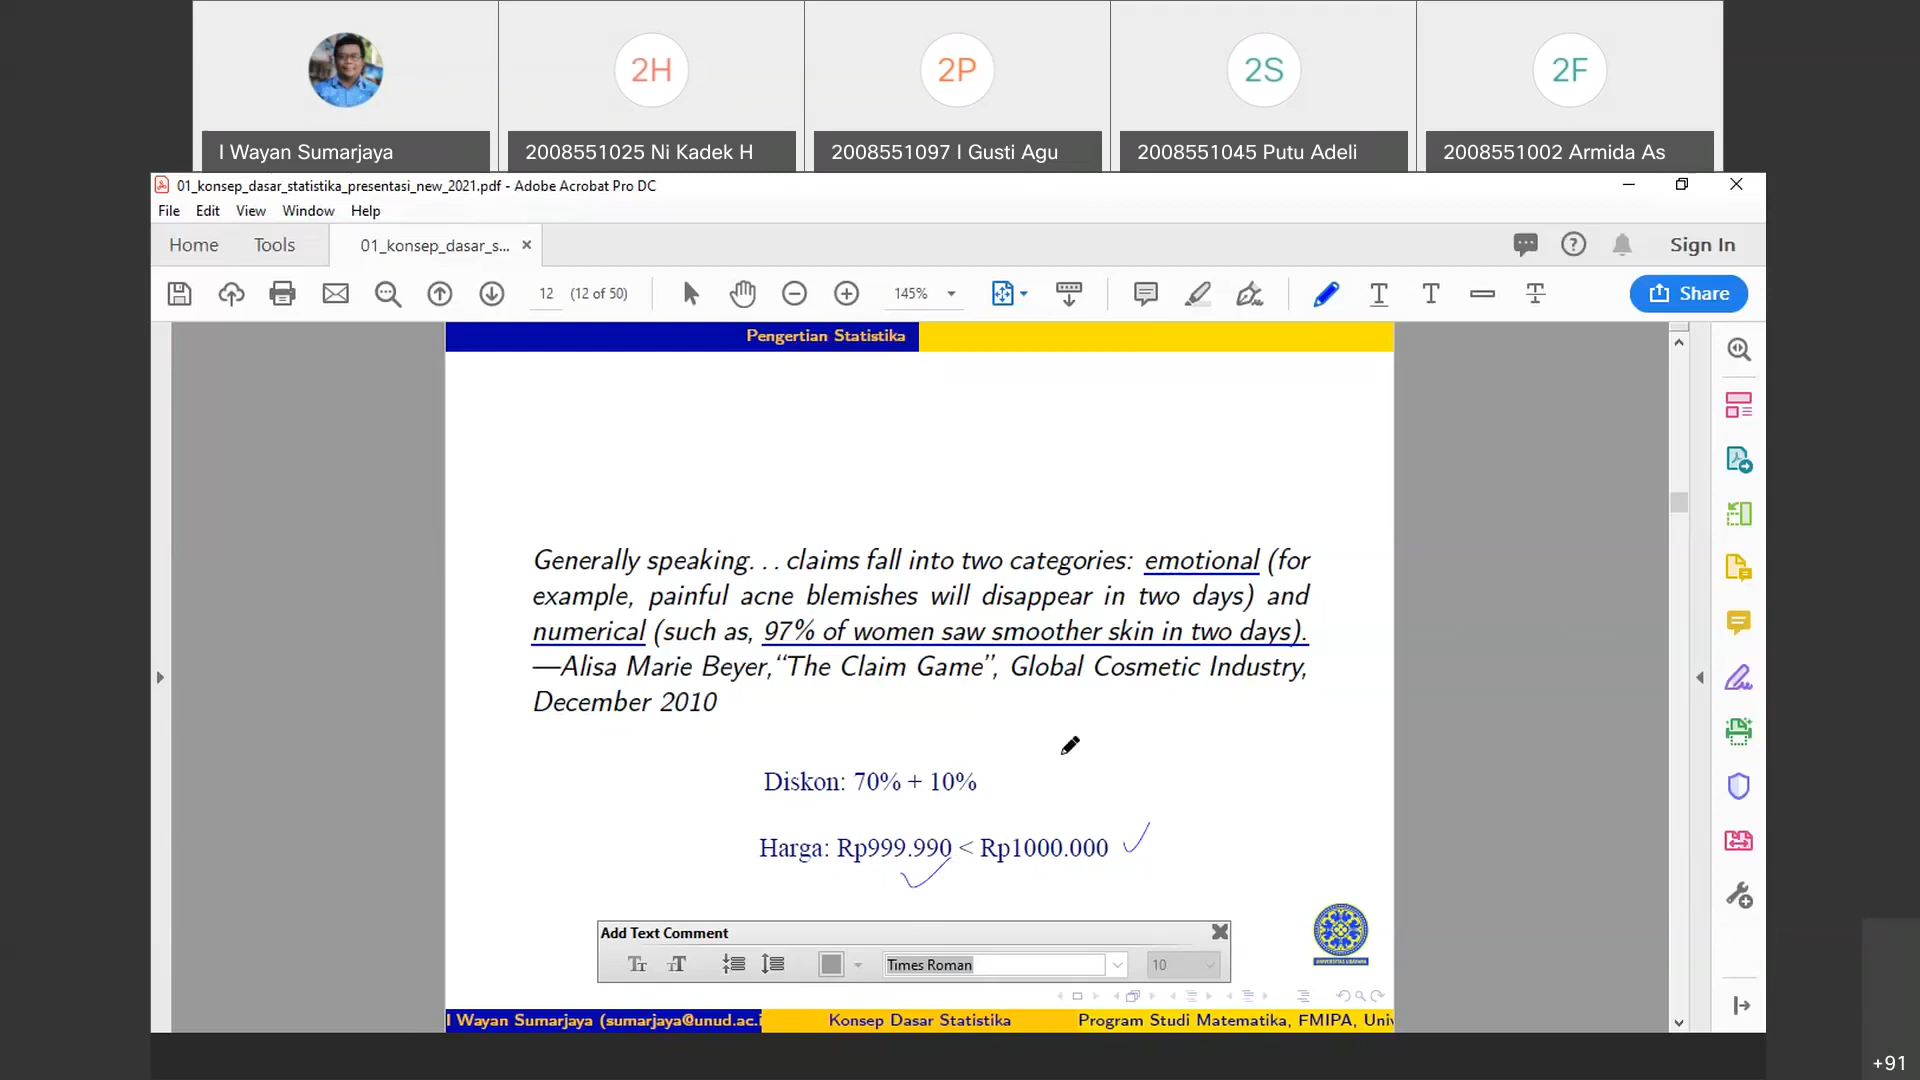 2H
2P
2S
2F
I Wayan Sumarjaya
2008551025 Ni Kadek H
2008551097 I Gusti Agu
2008551045 Putu Adeli
2008551002 Armida As
01_konsep_dasar_statistika_presentasi_new_2021.pdf - Adobe Acrobat Pro DC
File Edit View Window Help
Home Tools 01_konsep_dasar_s... Sign In
12 (12 of 50) 145% Share
Pengertian Statistika
Generally speaking... claims fall into two categories: emotional (for
example, painful acne blemishes will disappear in two days) and
numerical (such as, 97% of women saw smoother skin in two days).
—Alisa Marie Beyer, “The Claim Game”, Global Cosmetic Industry,
December 2010
Diskon: 70% + 10%
Harga: Rp999.990 < Rp1000.000
Add Text Comment
Times Roman 10
I Wayan Sumarjaya (sumarjaya@unud.ac.i Konsep Dasar Statistika Program Studi Matematika, FMIPA, Univ
+91